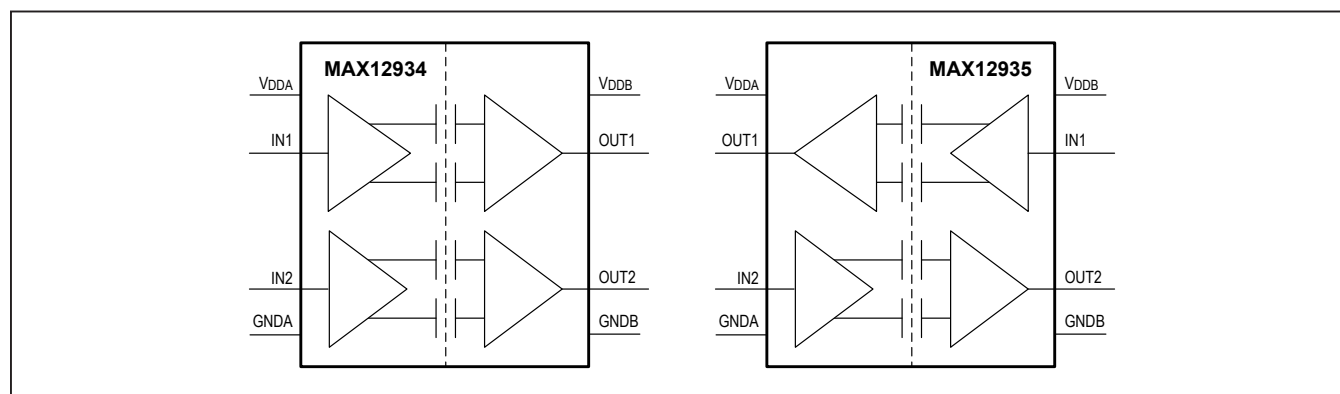 MAX12934
VDDA
VDDB
IN1
OUT1
IN2
OUT2
GNDA
GNDB
MAX12935
VDDA
VDDB
OUT1
IN1
IN2
OUT2
GNDA
GNDB